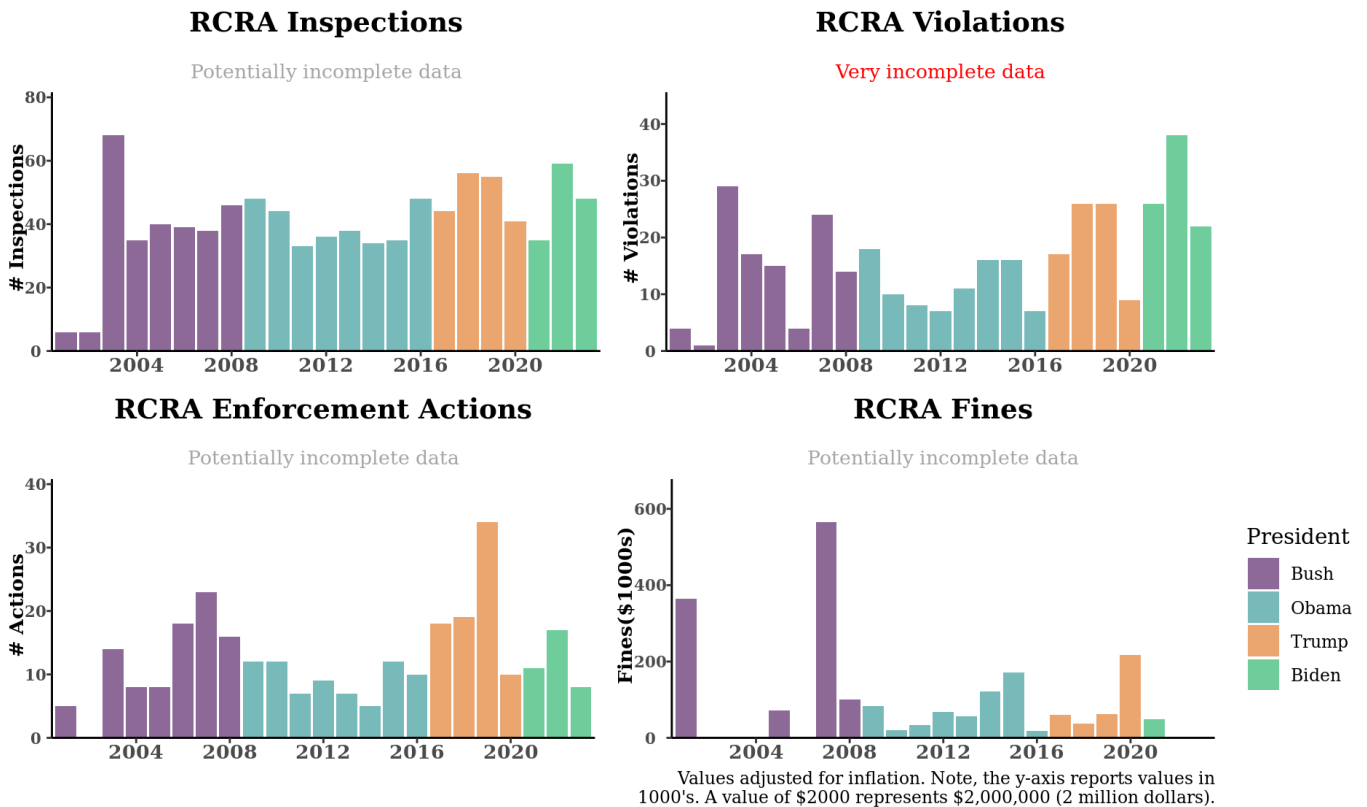 RCRA Inspections
Potentially incomplete data
# Inspections
80
60
40
20
0
2004 2008 2012 2016 2020
RCRA Violations
Very incomplete data
# Violations
40
30
20
10
0
2004 2008 2012 2016 2020
RCRA Enforcement Actions
Potentially incomplete data
# Actions
40
30
20
10
0
2004 2008 2012 2016 2020
RCRA Fines
Potentially incomplete data
Fines($1000s)
600
400
200
0
2004 2008 2012 2016 2020
President
Bush
Obama
Trump
Biden
Values adjusted for inflation. Note, the y-axis reports values in
1000's. A value of $2000 represents $2,000,000 (2 million dollars).